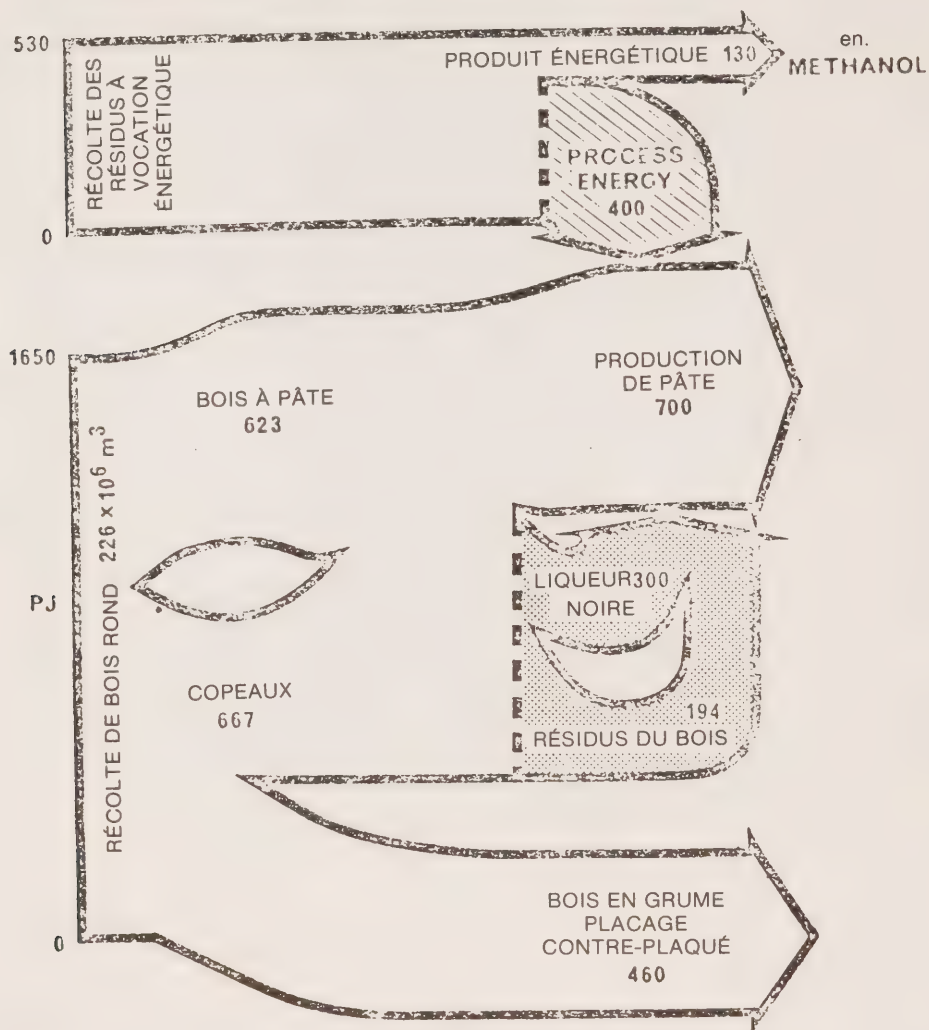 530
RÉCOLTE DES
RÉSIDUS À
VOCATION
ÉNERGÉTIQUE
0
PRODUIT ÉNERGÉTIQUE 130
en.
METHANOL
PROCESS
ENERGY
400
1650
PJ
0
RÉCOLTE DE BOIS ROND 226 x 10⁶ m³
BOIS À PÂTE
623
PRODUCTION
DE PÂTE
700
LIQUEUR 300
NOIRE
COPEAUX
667
194
RÉSIDUS DU BOIS
BOIS EN GRUME
PLACAGE
CONTRE-PLAQUÉ
460